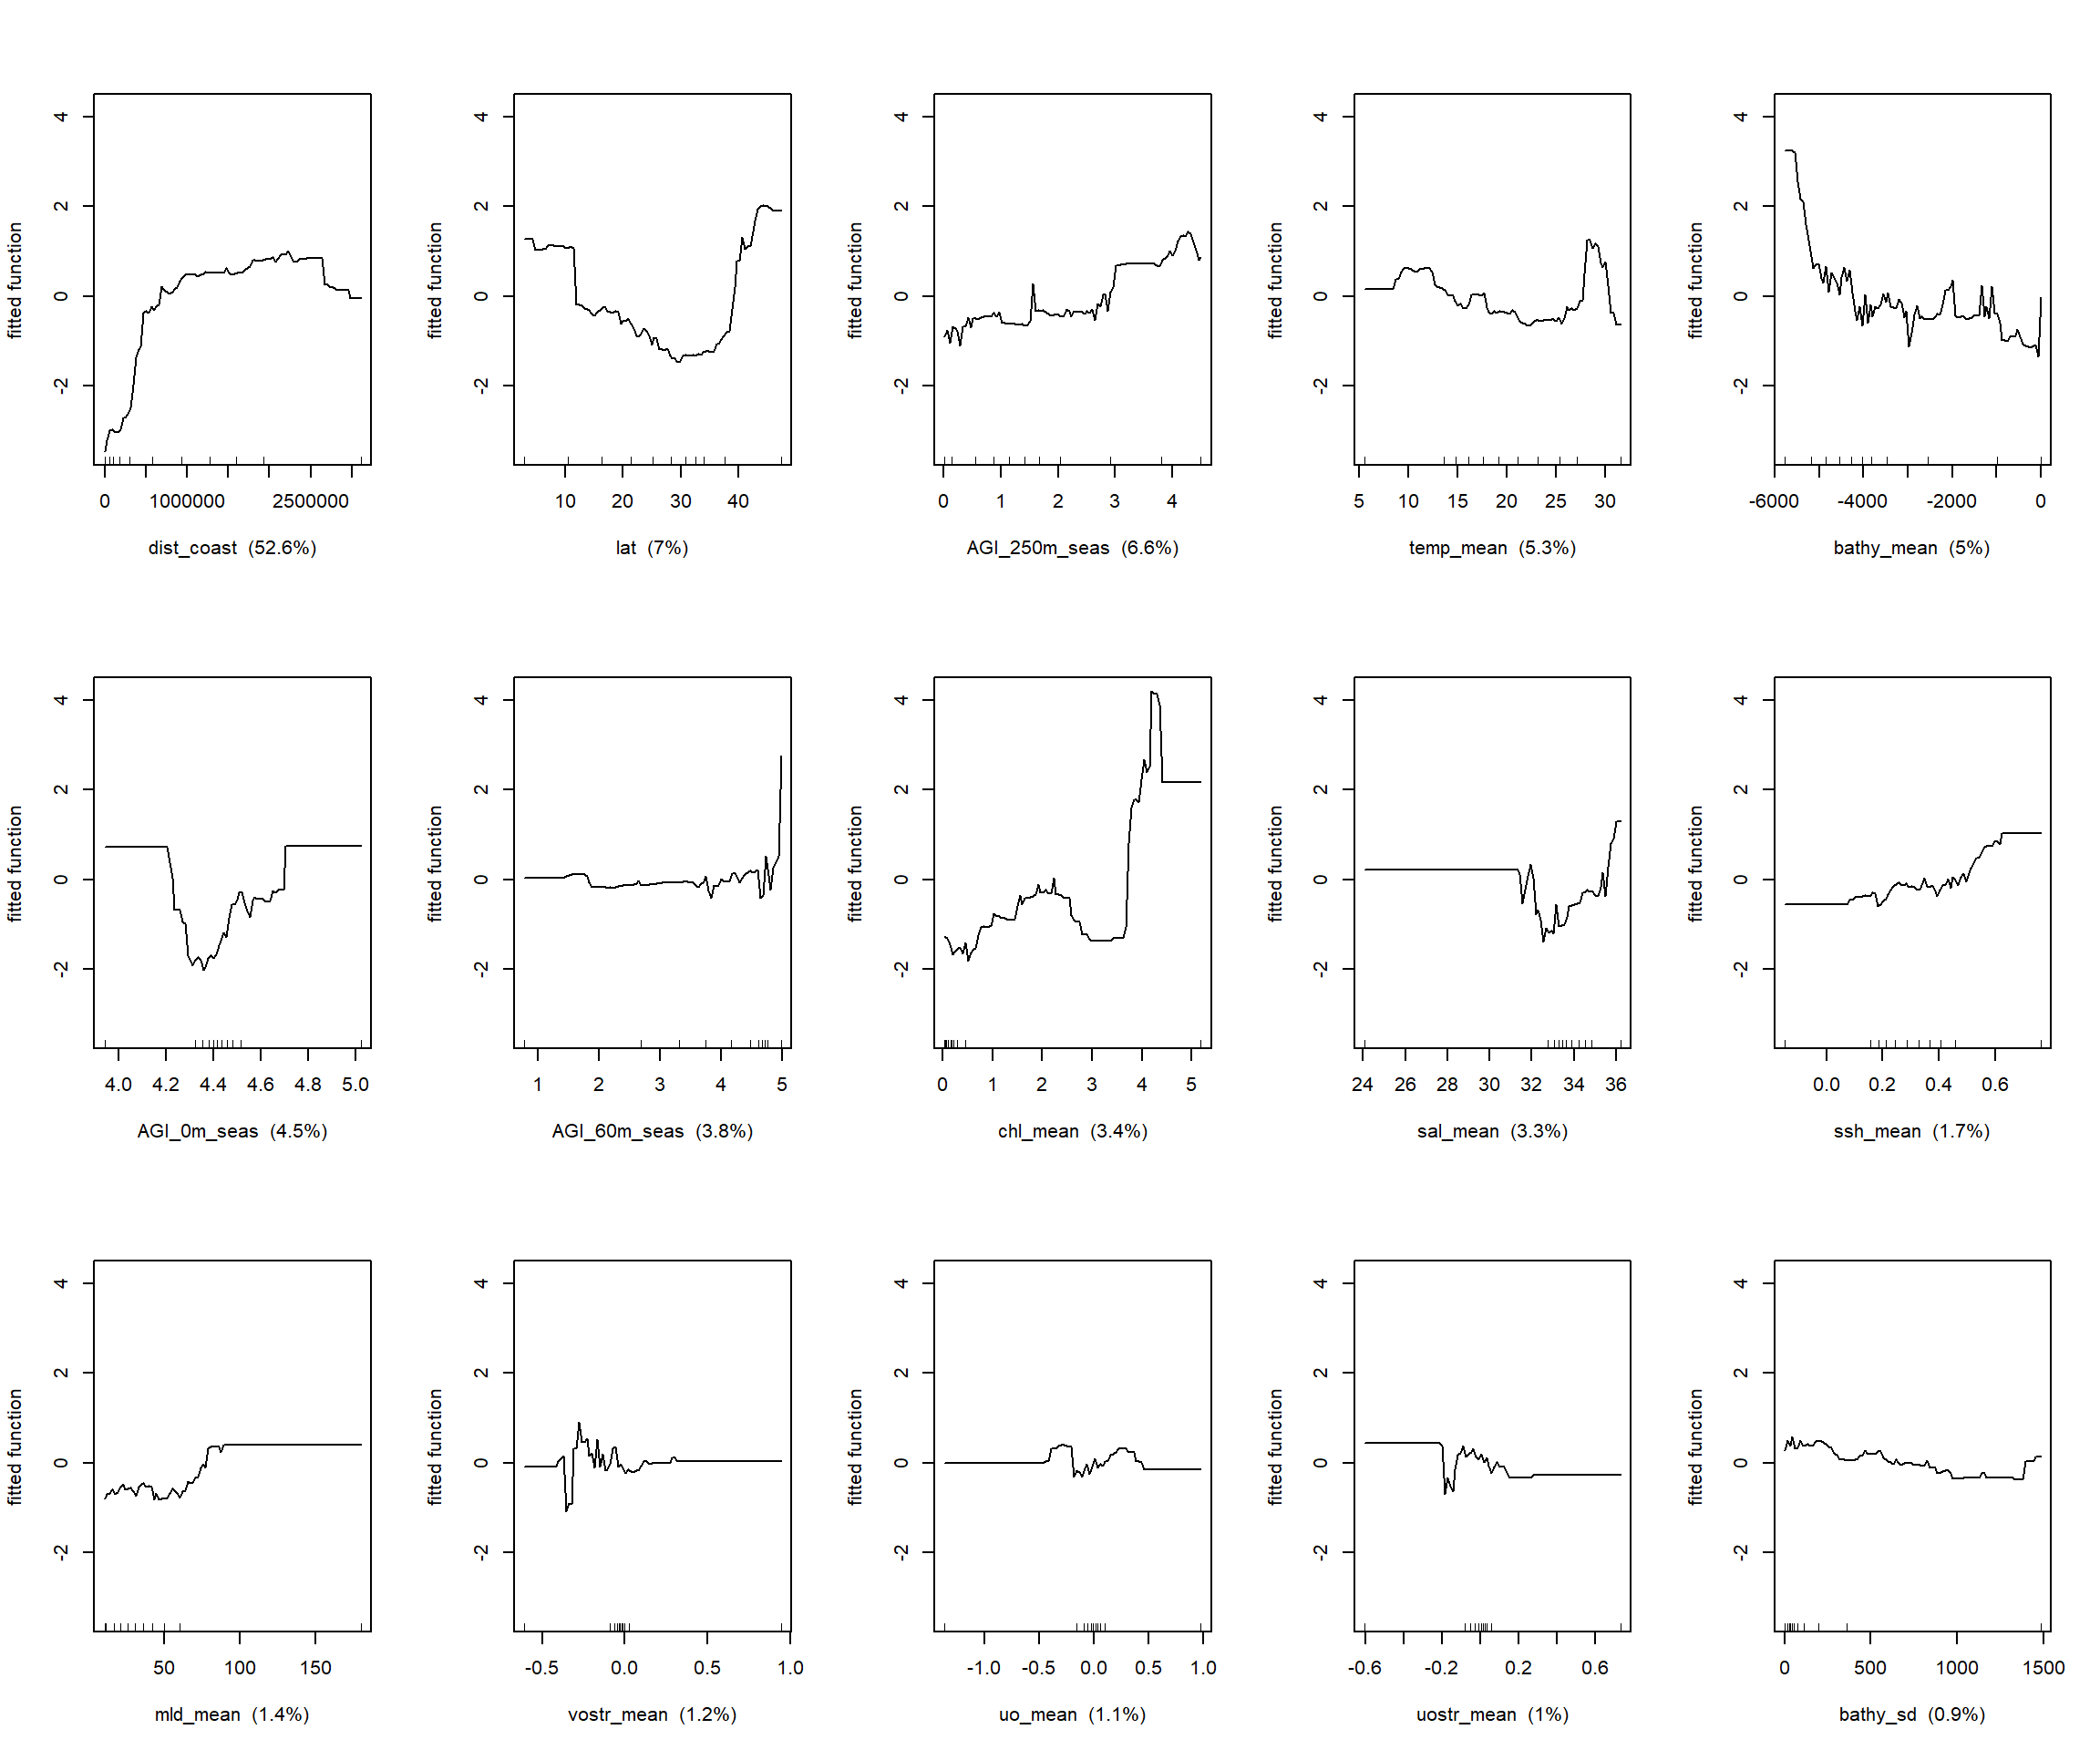 4
2
0
-2
fitted function
0 1000000 2500000
dist_coast (52.6%)
4
2
0
-2
fitted function
10 20 30 40
lat (7%)
4
2
0
-2
fitted function
0 1 2 3 4
AGI_250m_seas (6.6%)
4
2
0
-2
fitted function
5 10 15 20 25 30
temp_mean (5.3%)
4
2
0
-2
fitted function
-6000 -4000 -2000 0
bathy_mean (5%)
4
2
0
-2
fitted function
4.0 4.2 4.4 4.6 4.8 5.0
AGI_0m_seas (4.5%)
4
2
0
-2
fitted function
1 2 3 4 5
AGI_60m_seas (3.8%)
4
2
0
-2
fitted function
0 1 2 3 4 5
chl_mean (3.4%)
4
2
0
-2
fitted function
24 26 28 30 32 34 36
sal_mean (3.3%)
4
2
0
-2
fitted function
0.0 0.2 0.4 0.6
ssh_mean (1.7%)
4
2
0
-2
fitted function
50 100 150
mld_mean (1.4%)
4
2
0
-2
fitted function
-0.5 0.0 0.5 1.0
vostr_mean (1.2%)
4
2
0
-2
fitted function
-1.0 -0.5 0.0 0.5 1.0
uo_mean (1.1%)
4
2
0
-2
fitted function
-0.6 -0.2 0.2 0.6
uostr_mean (1%)
4
2
0
-2
fitted function
0 500 1000 1500
bathy_sd (0.9%)